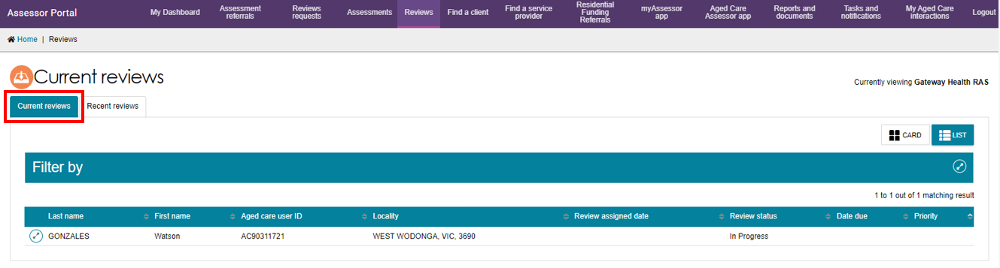 Assessor Portal
My Dashboard
Assessment
referrals
Reviews
requests
Assessments
Reviews
Find a client
Find a service
provider
Residential
Funding
Referrals
myAssessor
app
Aged Care
Assessor app
Reports and
documents
Tasks and
notifications
My Aged Care
interactions
Logout
Home | Reviews
Current reviews
Currently viewing Gateway Health RAS
Current reviews
Recent reviews
CARD
LIST
Filter by
1 to 1 out of 1 matching result
Last name First name Aged care user ID Locality Review assigned date Review status Date due Priority
GONZALES Watson AC90311721 WEST WODONGA, VIC, 3690 In Progress